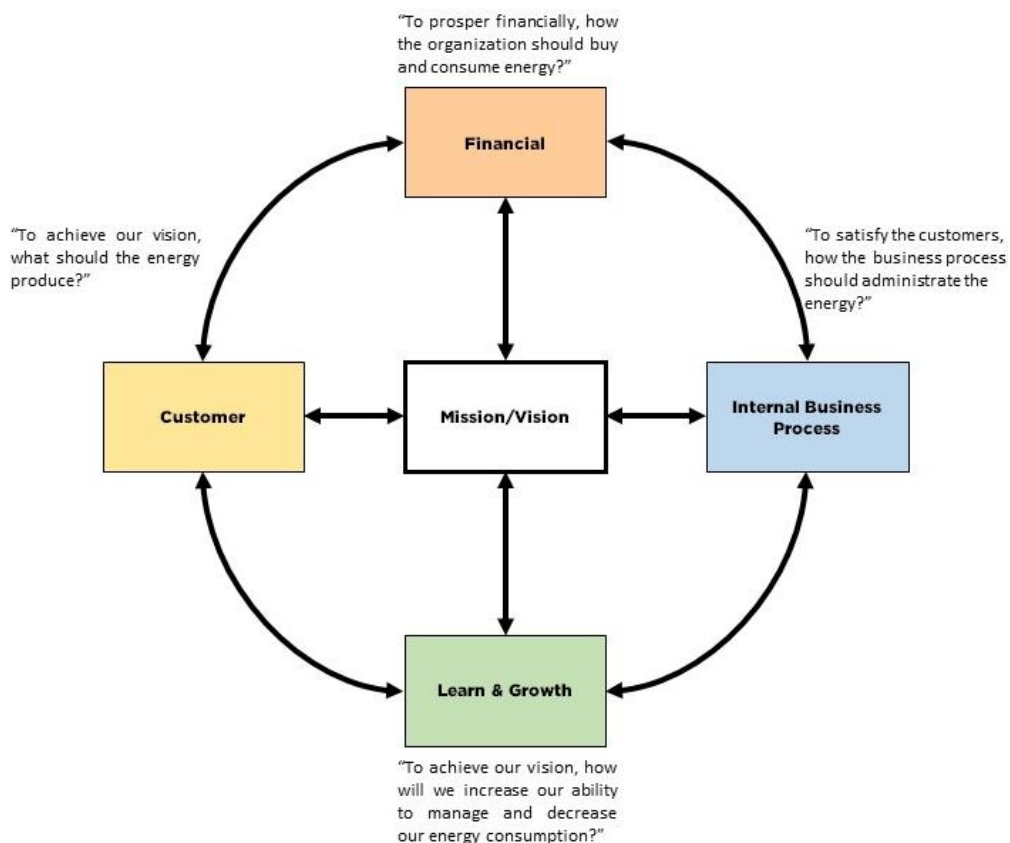 “To prosper financially, how
the organization should buy
and consume energy?”
Financial
“To achieve our vision,
what should the energy
produce?”
“To satisfy the customers,
how the business process
should administrate the
energy?”
Customer
Mission/Vision
Internal Business
Process
Learn & Growth
“To achieve our vision, how
will we increase our ability
to manage and decrease
our energy consumption?”